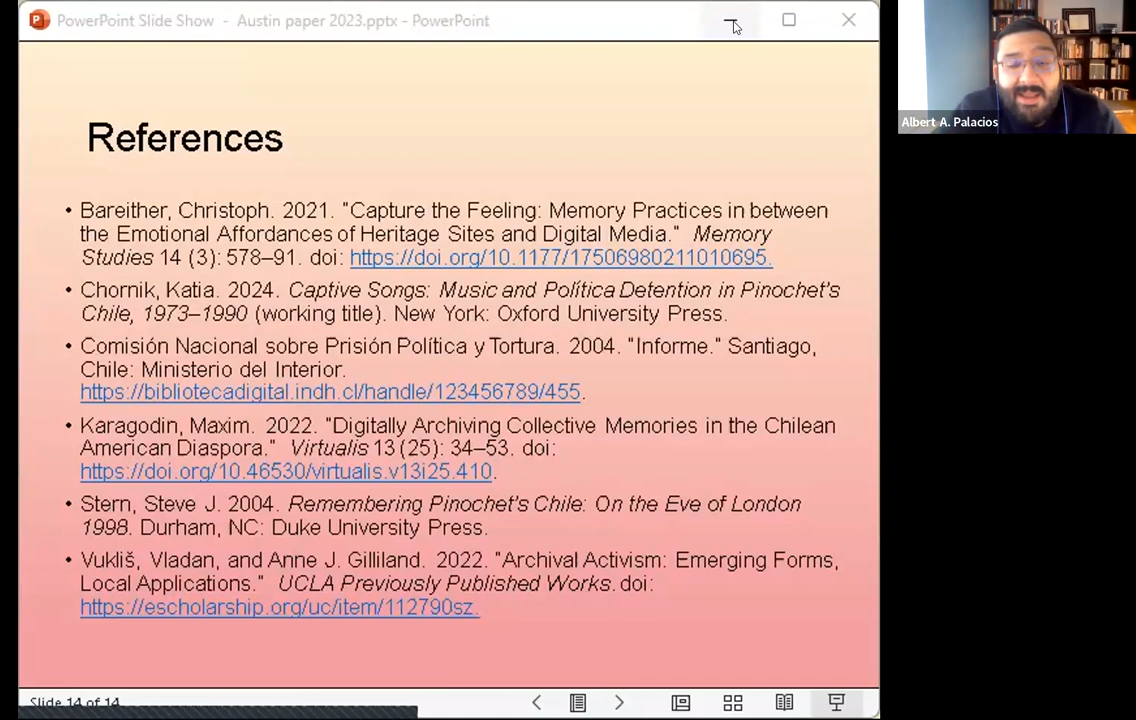 PowerPoint Slide Show - Austin paper 2023.pptx - PowerPoint
Albert A. Palacios
References
• Bareither, Christoph. 2021. "Capture the Feeling: Memory Practices in between
the Emotional Affordances of Heritage Sites and Digital Media." Memory
Studies 14 (3): 578–91. doi: https://doi.org/10.1177/17506980211010695.
• Chornik, Katia. 2024. Captive Songs: Music and Política Detention in Pinochet's
Chile, 1973–1990 (working title). New York: Oxford University Press.
• Comisión Nacional sobre Prisión Política y Tortura. 2004. "Informe." Santiago,
Chile: Ministerio del Interior.
https://bibliotecadigital.indh.cl/handle/123456789/455.
• Karagodin, Maxim. 2022. "Digitally Archiving Collective Memories in the Chilean
American Diaspora." Virtualis 13 (25): 34–53. doi:
https://doi.org/10.46530/virtualis.v13i25.410.
• Stern, Steve J. 2004. Remembering Pinochet's Chile: On the Eve of London
1998. Durham, NC: Duke University Press.
• Vukliš, Vladan, and Anne J. Gilliland. 2022. "Archival Activism: Emerging Forms,
Local Applications." UCLA Previously Published Works. doi:
https://escholarship.org/uc/item/112790sz.
Slide 14 of 14